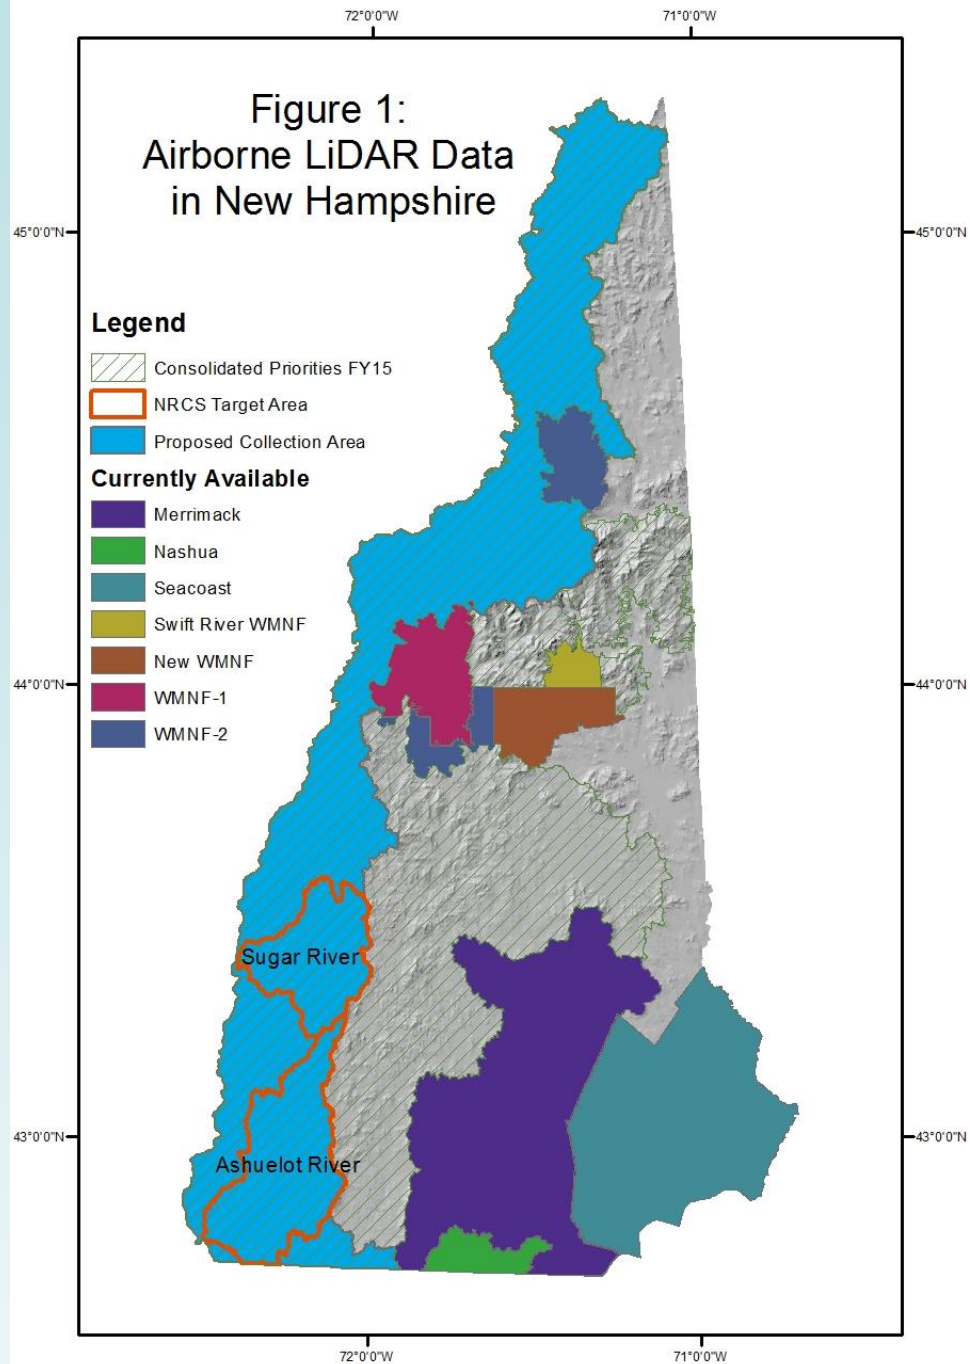 72°0'0"W
71°0'0"W
Figure 1:
Airborne LiDAR Data
in New Hampshire
45°0'0"N
45°0'0"N
Legend
Consolidated Priorities FY15
NRCS Target Area
Proposed Collection Area
Currently Available
Merrimack
Nashua
Seacoast
Swift River WMNF
New WMNF
WMNF-1
WMNF-2
44°0'0"N
44°0'0"N
Sugar River
43°0'0"N
43°0'0"N
Ashuelot River
72°0'0"W
71°0'0"W